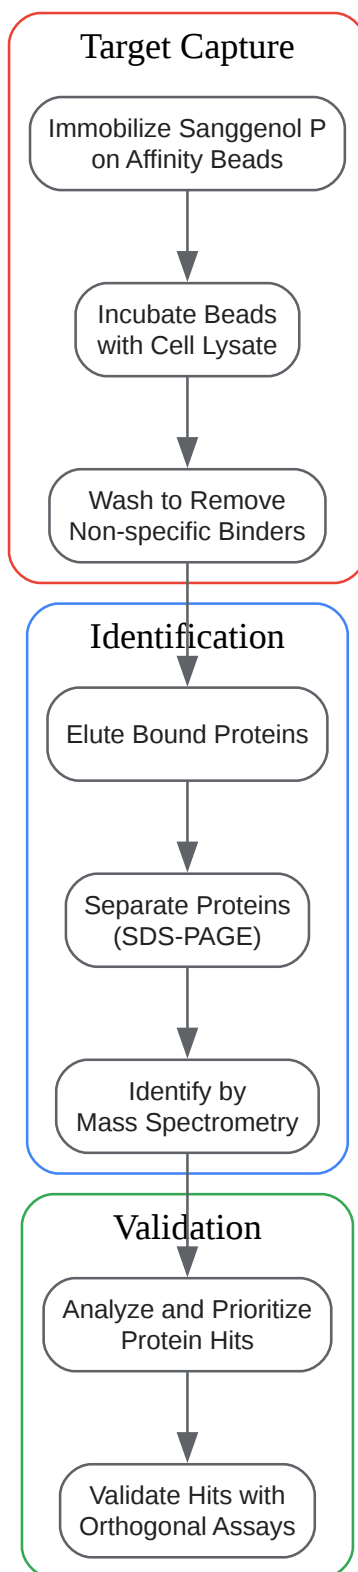 Target Capture
Immobilize Sanggenol P
on Affinity Beads
Incubate Beads
with Cell Lysate
Wash to Remove
Non-specific Binders
Identification
Elute Bound Proteins
Separate Proteins
(SDS-PAGE)
Identify by
Mass Spectrometry
Validation
Analyze and Prioritize
Protein Hits
Validate Hits with
Orthogonal Assays